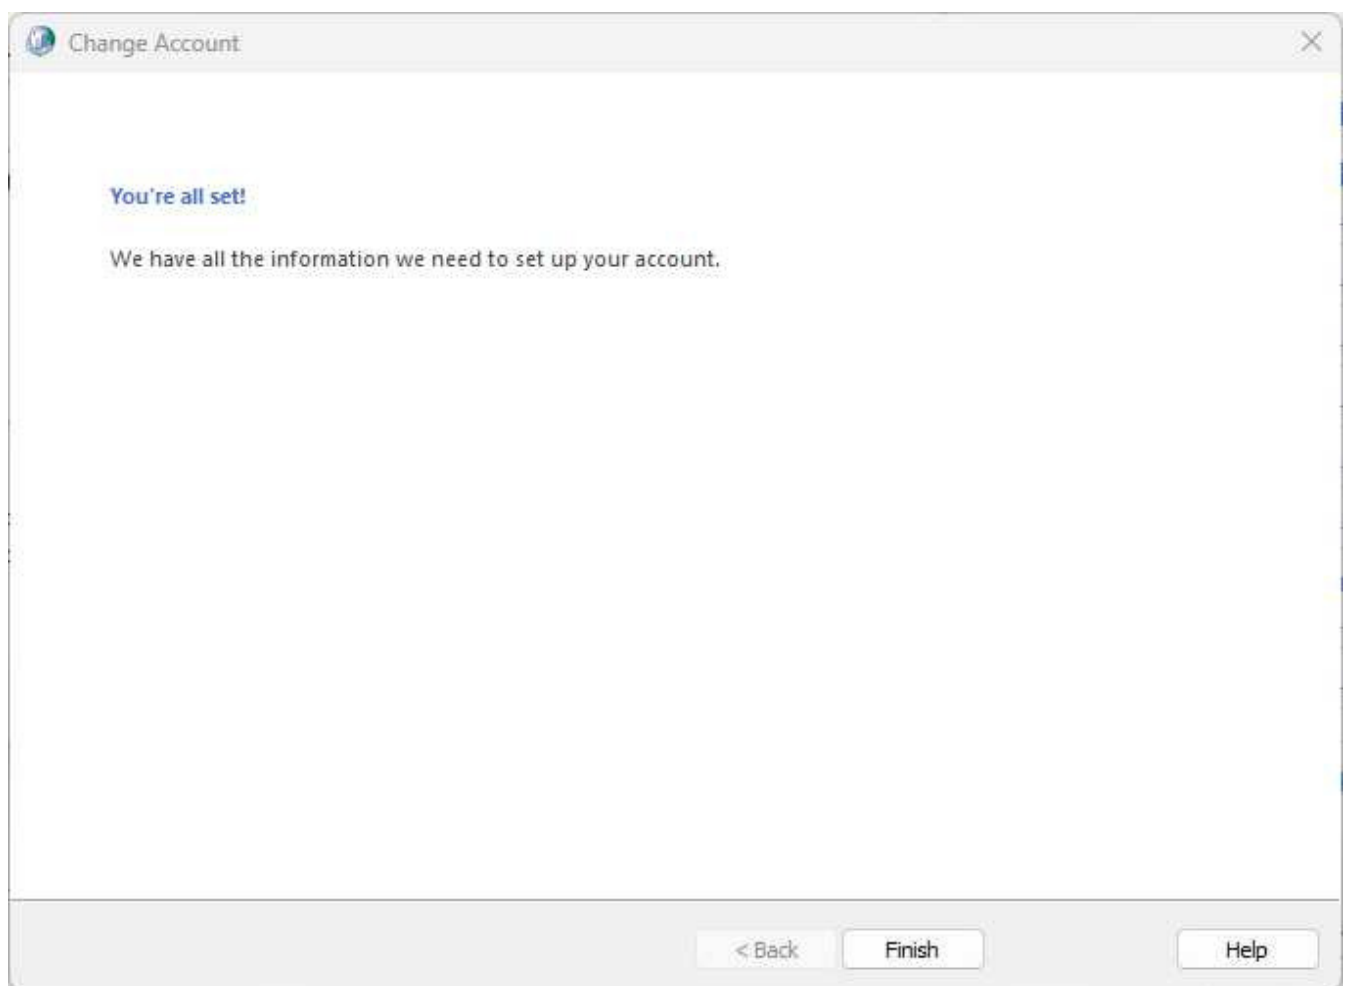 Change Account
You're all set!
We have all the information we need to set up your account.
< Back
Finish
Help